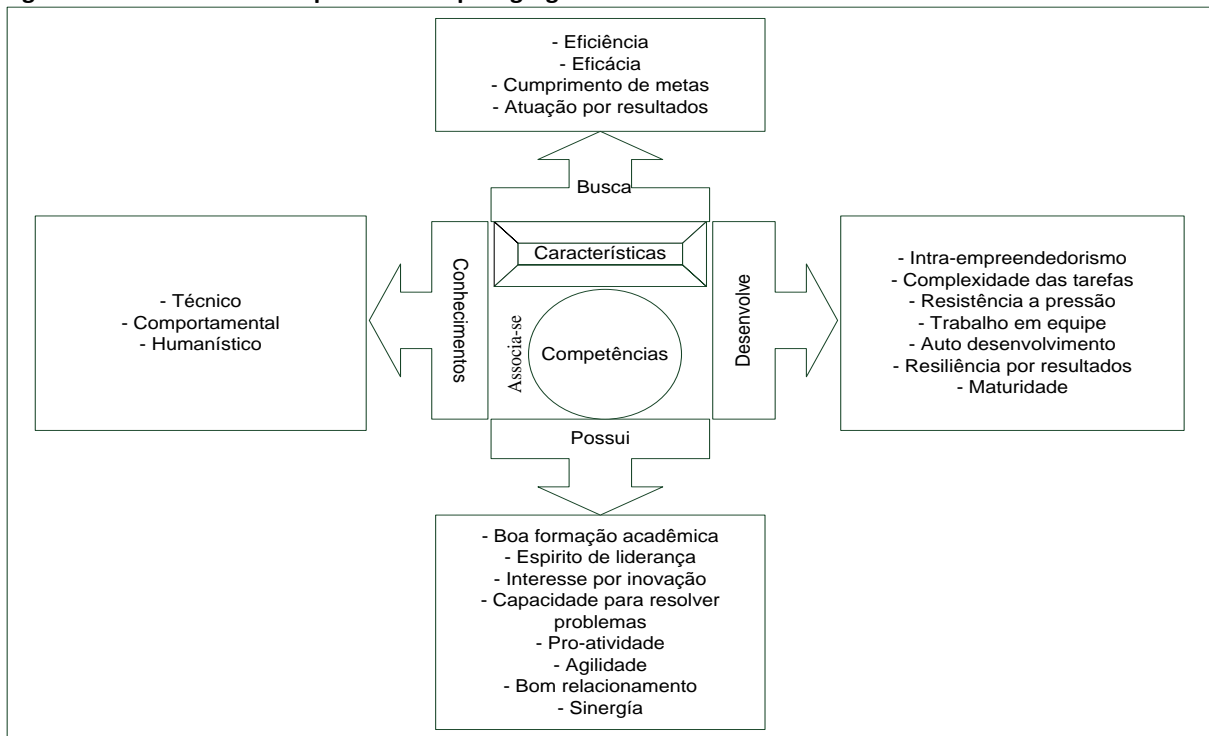 - Eficiência
- Eficácia
- Cumprimento de metas
- Atuação por resultados
Busca
Características
Conhecimentos
Associa-se
Competências
Desenvolve
Possui
- Técnico
- Comportamental
- Humanístico
- Intra-empreendedorismo
- Complexidade das tarefas
- Resistência a pressão
- Trabalho em equipe
- Auto desenvolvimento
- Resiliência por resultados
- Maturidade
- Boa formação acadêmica
- Espirito de liderança
- Interesse por inovação
- Capacidade para resolver
problemas
- Pro-atividade
- Agilidade
- Bom relacionamento
- Sinergía